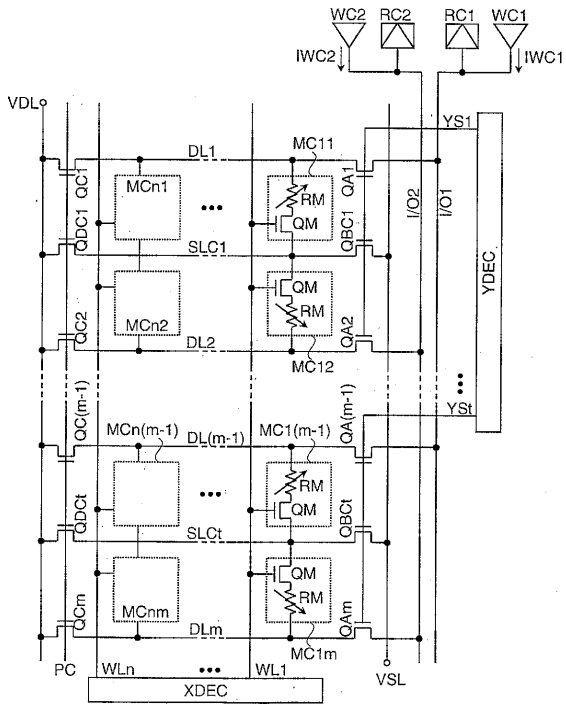 WC2 RC2 RC1 WC1
IWC2 IWC1
VDL
YS1
DL1 MC11
QC1 MCn1 ••• RM QA1 I/O2 I/O1
QM
QDC1 SLC1 QBC1 YDEC
QM
MCn2 RM
QC2 DL2 QA2
MC12
•••
QC(m-1) MCn(m-1) DL(m-1) MC1(m-1) QA(m-1) YSt
••• RM
QM
QDCt SLCt QBCt
QM
MCnm RM
QCm DLm QAm
MC1m
PC WLn ••• WL1 VSL
XDEC